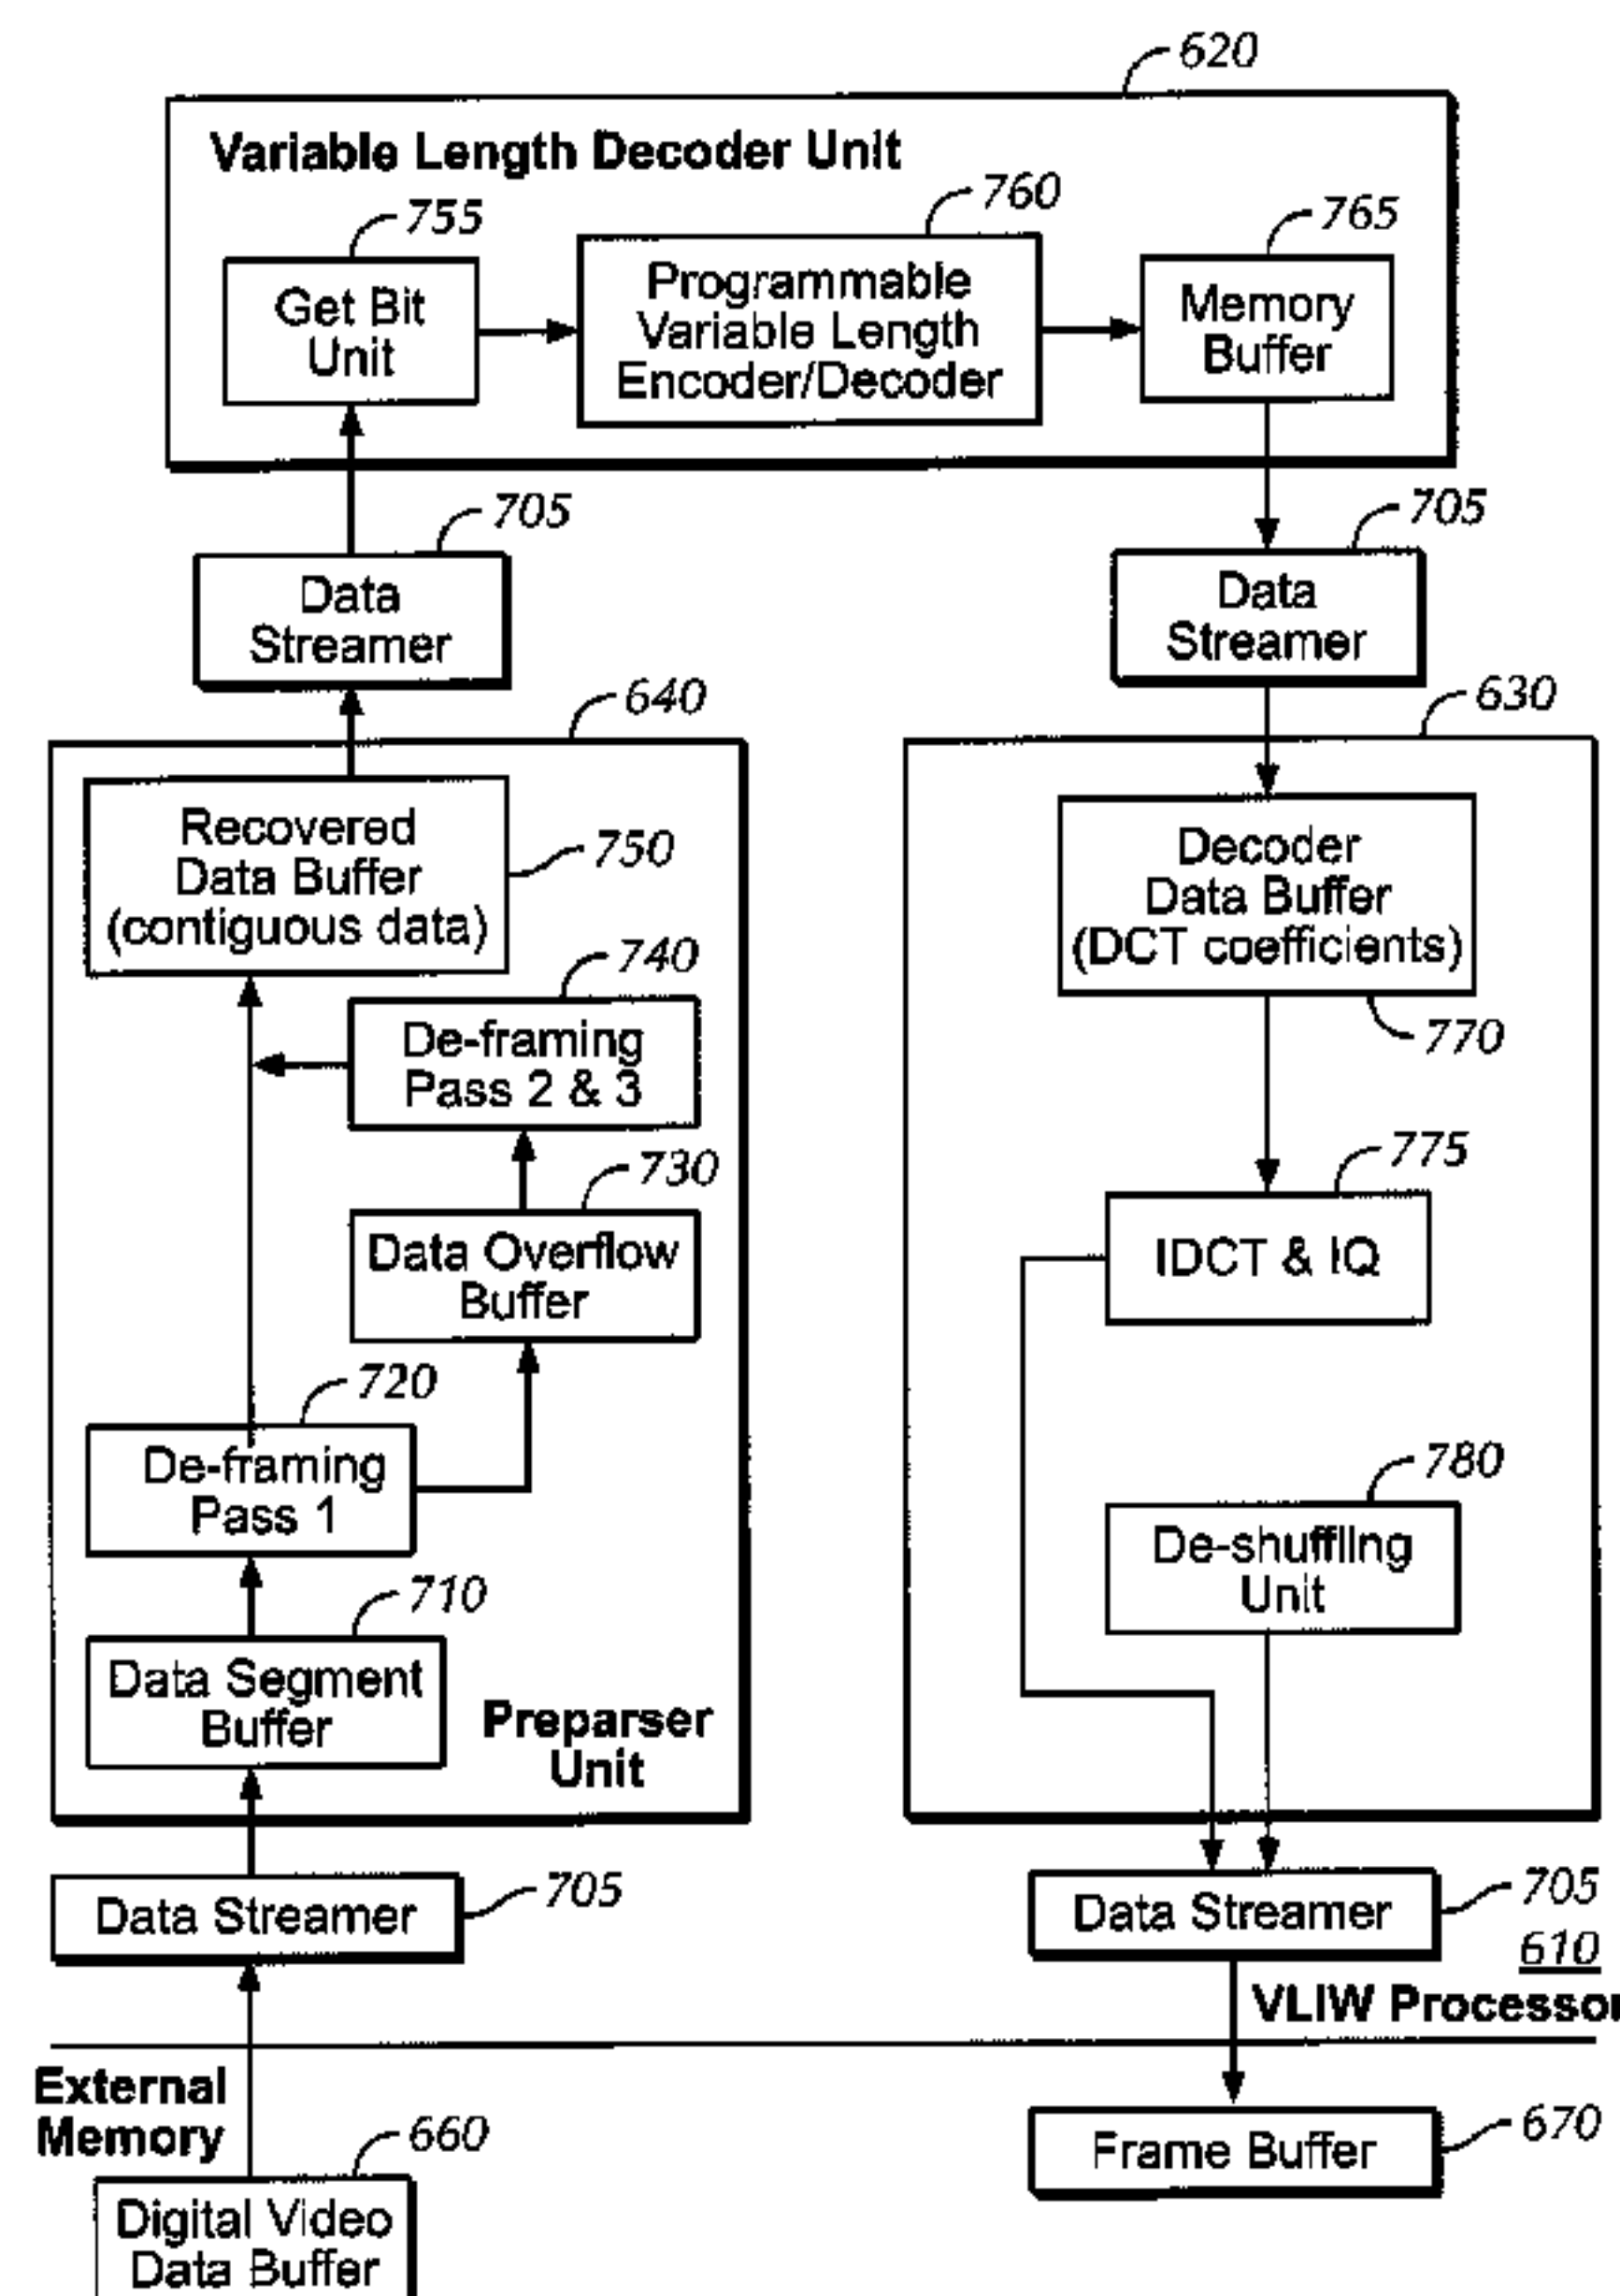 620
Variable Length Decoder Unit
755
760
765
Get Bit
Unit
Programmable
Variable Length
Encoder/Decoder
Memory
Buffer
705
705
Data
Streamer
Data
Streamer
640
630
Recovered
Data Buffer
(contiguous data)
750
Decoder
Data Buffer
(DCT coefficients)
770
740
De-framing
Pass 2 & 3
730
Data Overflow
Buffer
775
IDCT & IQ
720
De-framing
Pass 1
780
De-shuffling
Unit
710
Data Segment
Buffer
Preparser
Unit
Data Streamer
705
Data Streamer
705
610
VLIW Processor
External
Memory
660
Digital Video
Data Buffer
Frame Buffer
670